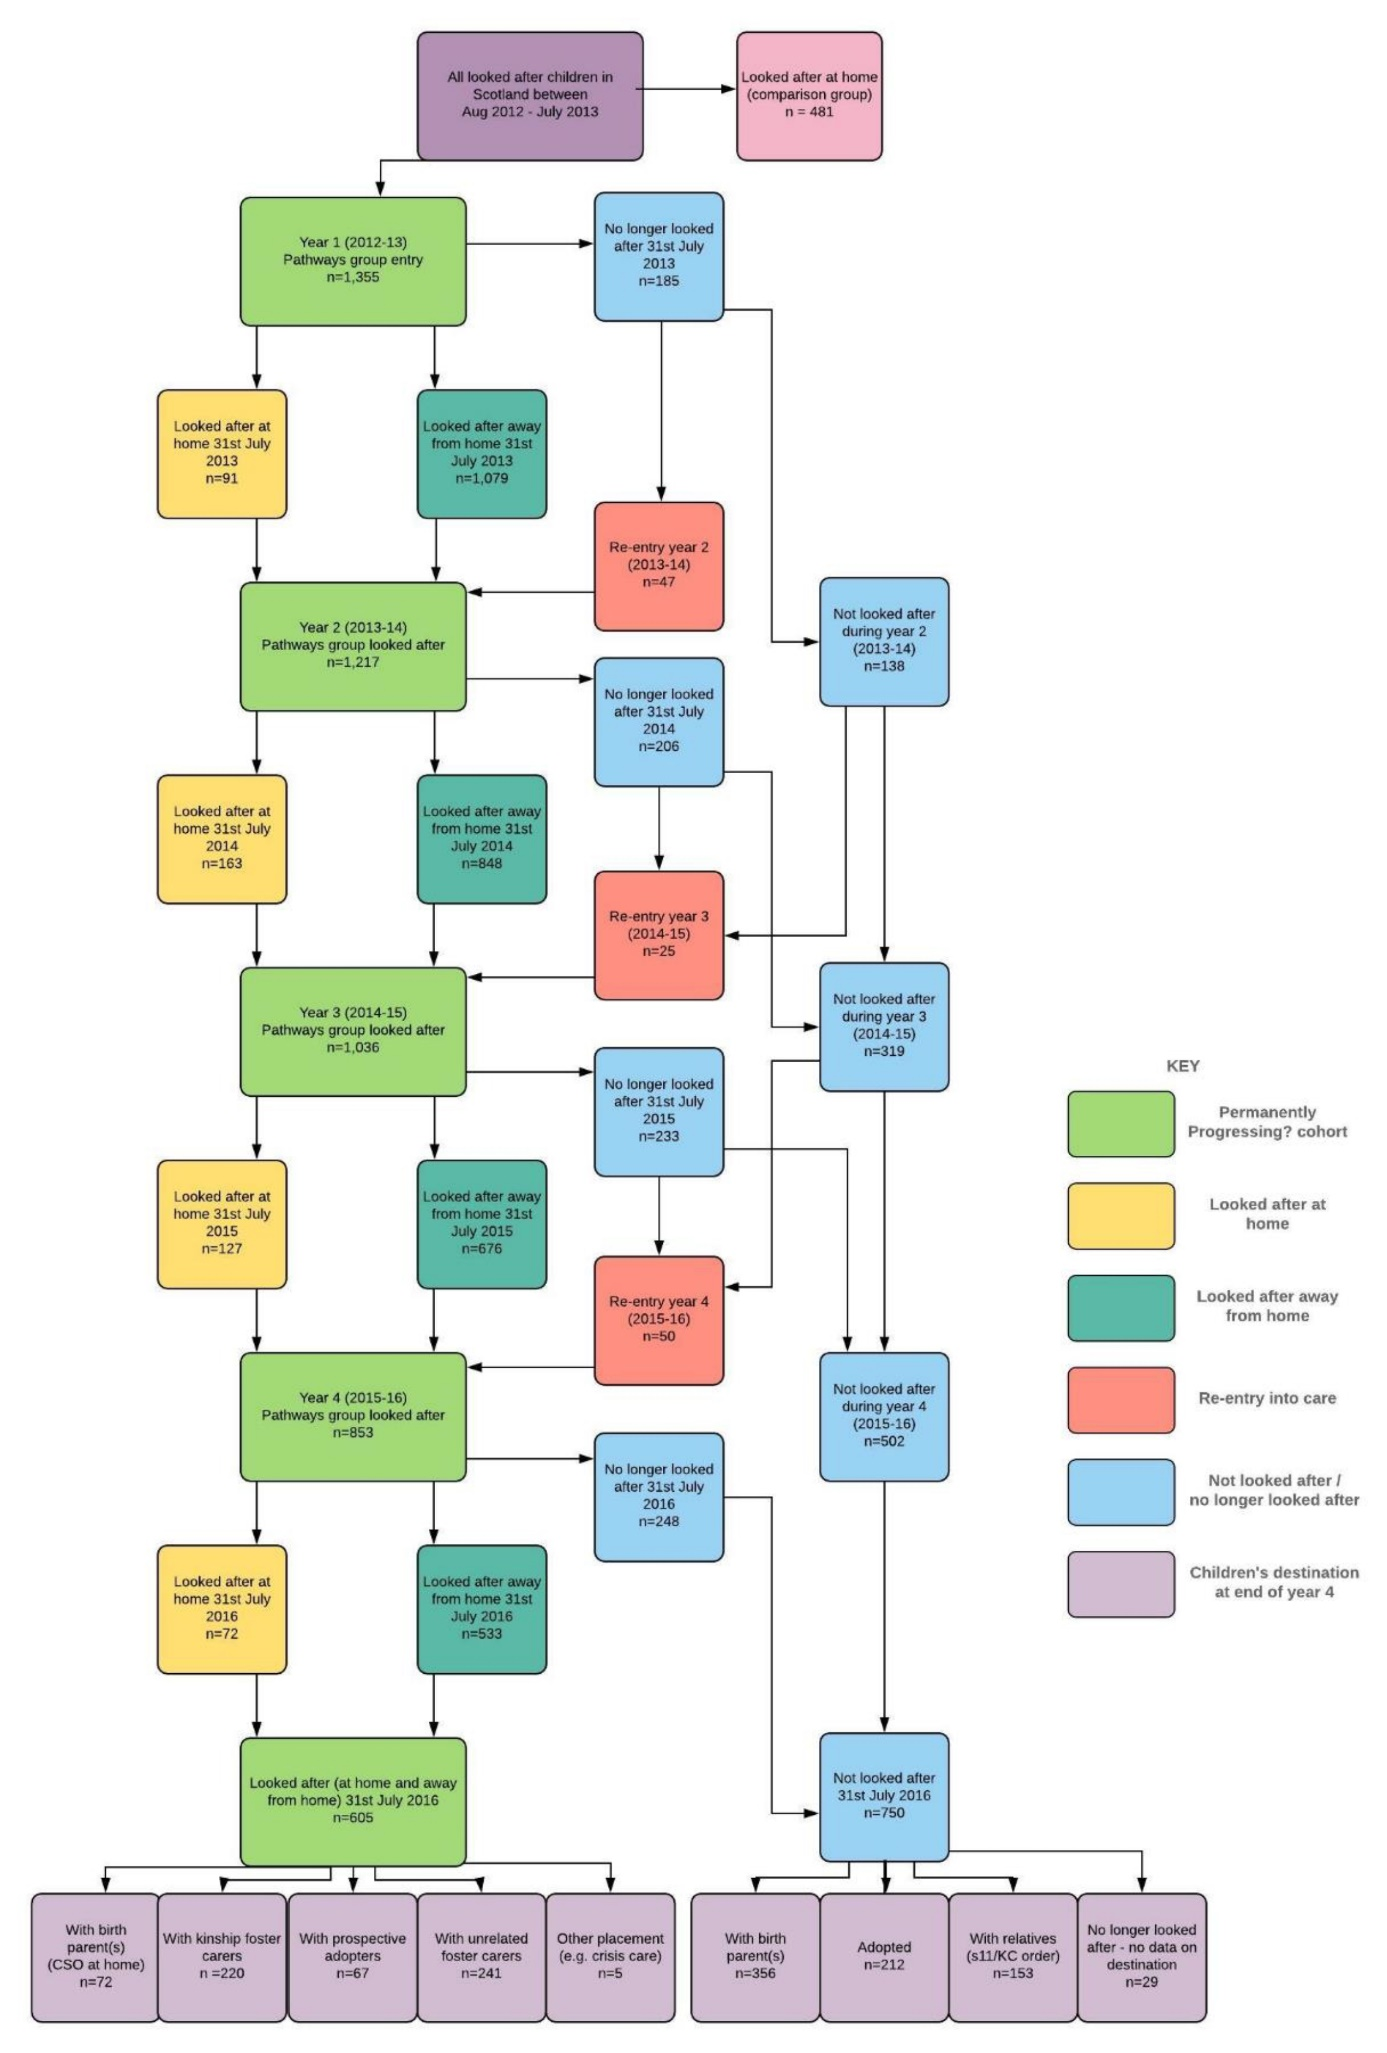 All looked after children in
Scotland between
Aug 2012 - July 2013
Looked after at home
(comparison group)
n = 481
Year 1 (2012-13)
Pathways group entry
n=1,355
No longer looked
after 31st July
2013
n=185
Looked after at
home 31st July
2013
n=91
Looked after away
from home 31st
July 2013
n=1,079
Re-entry year 2
(2013-14)
n=47
Year 2 (2013-14)
Pathways group looked after
n=1,217
Not looked after
during year 2
(2013-14)
n=138
No longer looked
after 31st July
2014
n=206
Looked after at
home 31st July
2014
n=163
Looked after away
from home 31st
July 2014
n=848
Re-entry year 3
(2014-15)
n=25
Year 3 (2014-15)
Pathways group looked after
n=1,036
Not looked after
during year 3
(2014-15)
n=319
No longer looked
after 31st July
2015
n=233
Looked after at
home 31st July
2015
n=127
Looked after away
from home 31st
July 2015
n=676
Re-entry year 4
(2015-16)
n=50
Year 4 (2015-16)
Pathways group looked after
n=853
Not looked after
during year 4
(2015-16)
n=502
No longer looked
after 31st July
2016
n=248
Looked after at
home 31st July
2016
n=72
Looked after away
from home 31st
July 2016
n=533
Looked after (at home and away
from home) 31st July 2016
n=605
Not looked after
31st July 2016
n=750
With birth
parent(s)
(CSO at home)
n=72
With kinship foster
carers
n =220
With prospective
adopters
n=67
With unrelated
foster carers
n=241
Other placement
(e.g. crisis care)
n=5
With birth
parent(s)
n=356
Adopted
n=212
With relatives
(s11/KC order)
n=153
No longer looked
after - no data on
destination
n=29
KEY
Permanently
Progressing? cohort
Looked after at
home
Looked after away
from home
Re-entry into care
Not looked after /
no longer looked after
Children's destination
at end of year 4